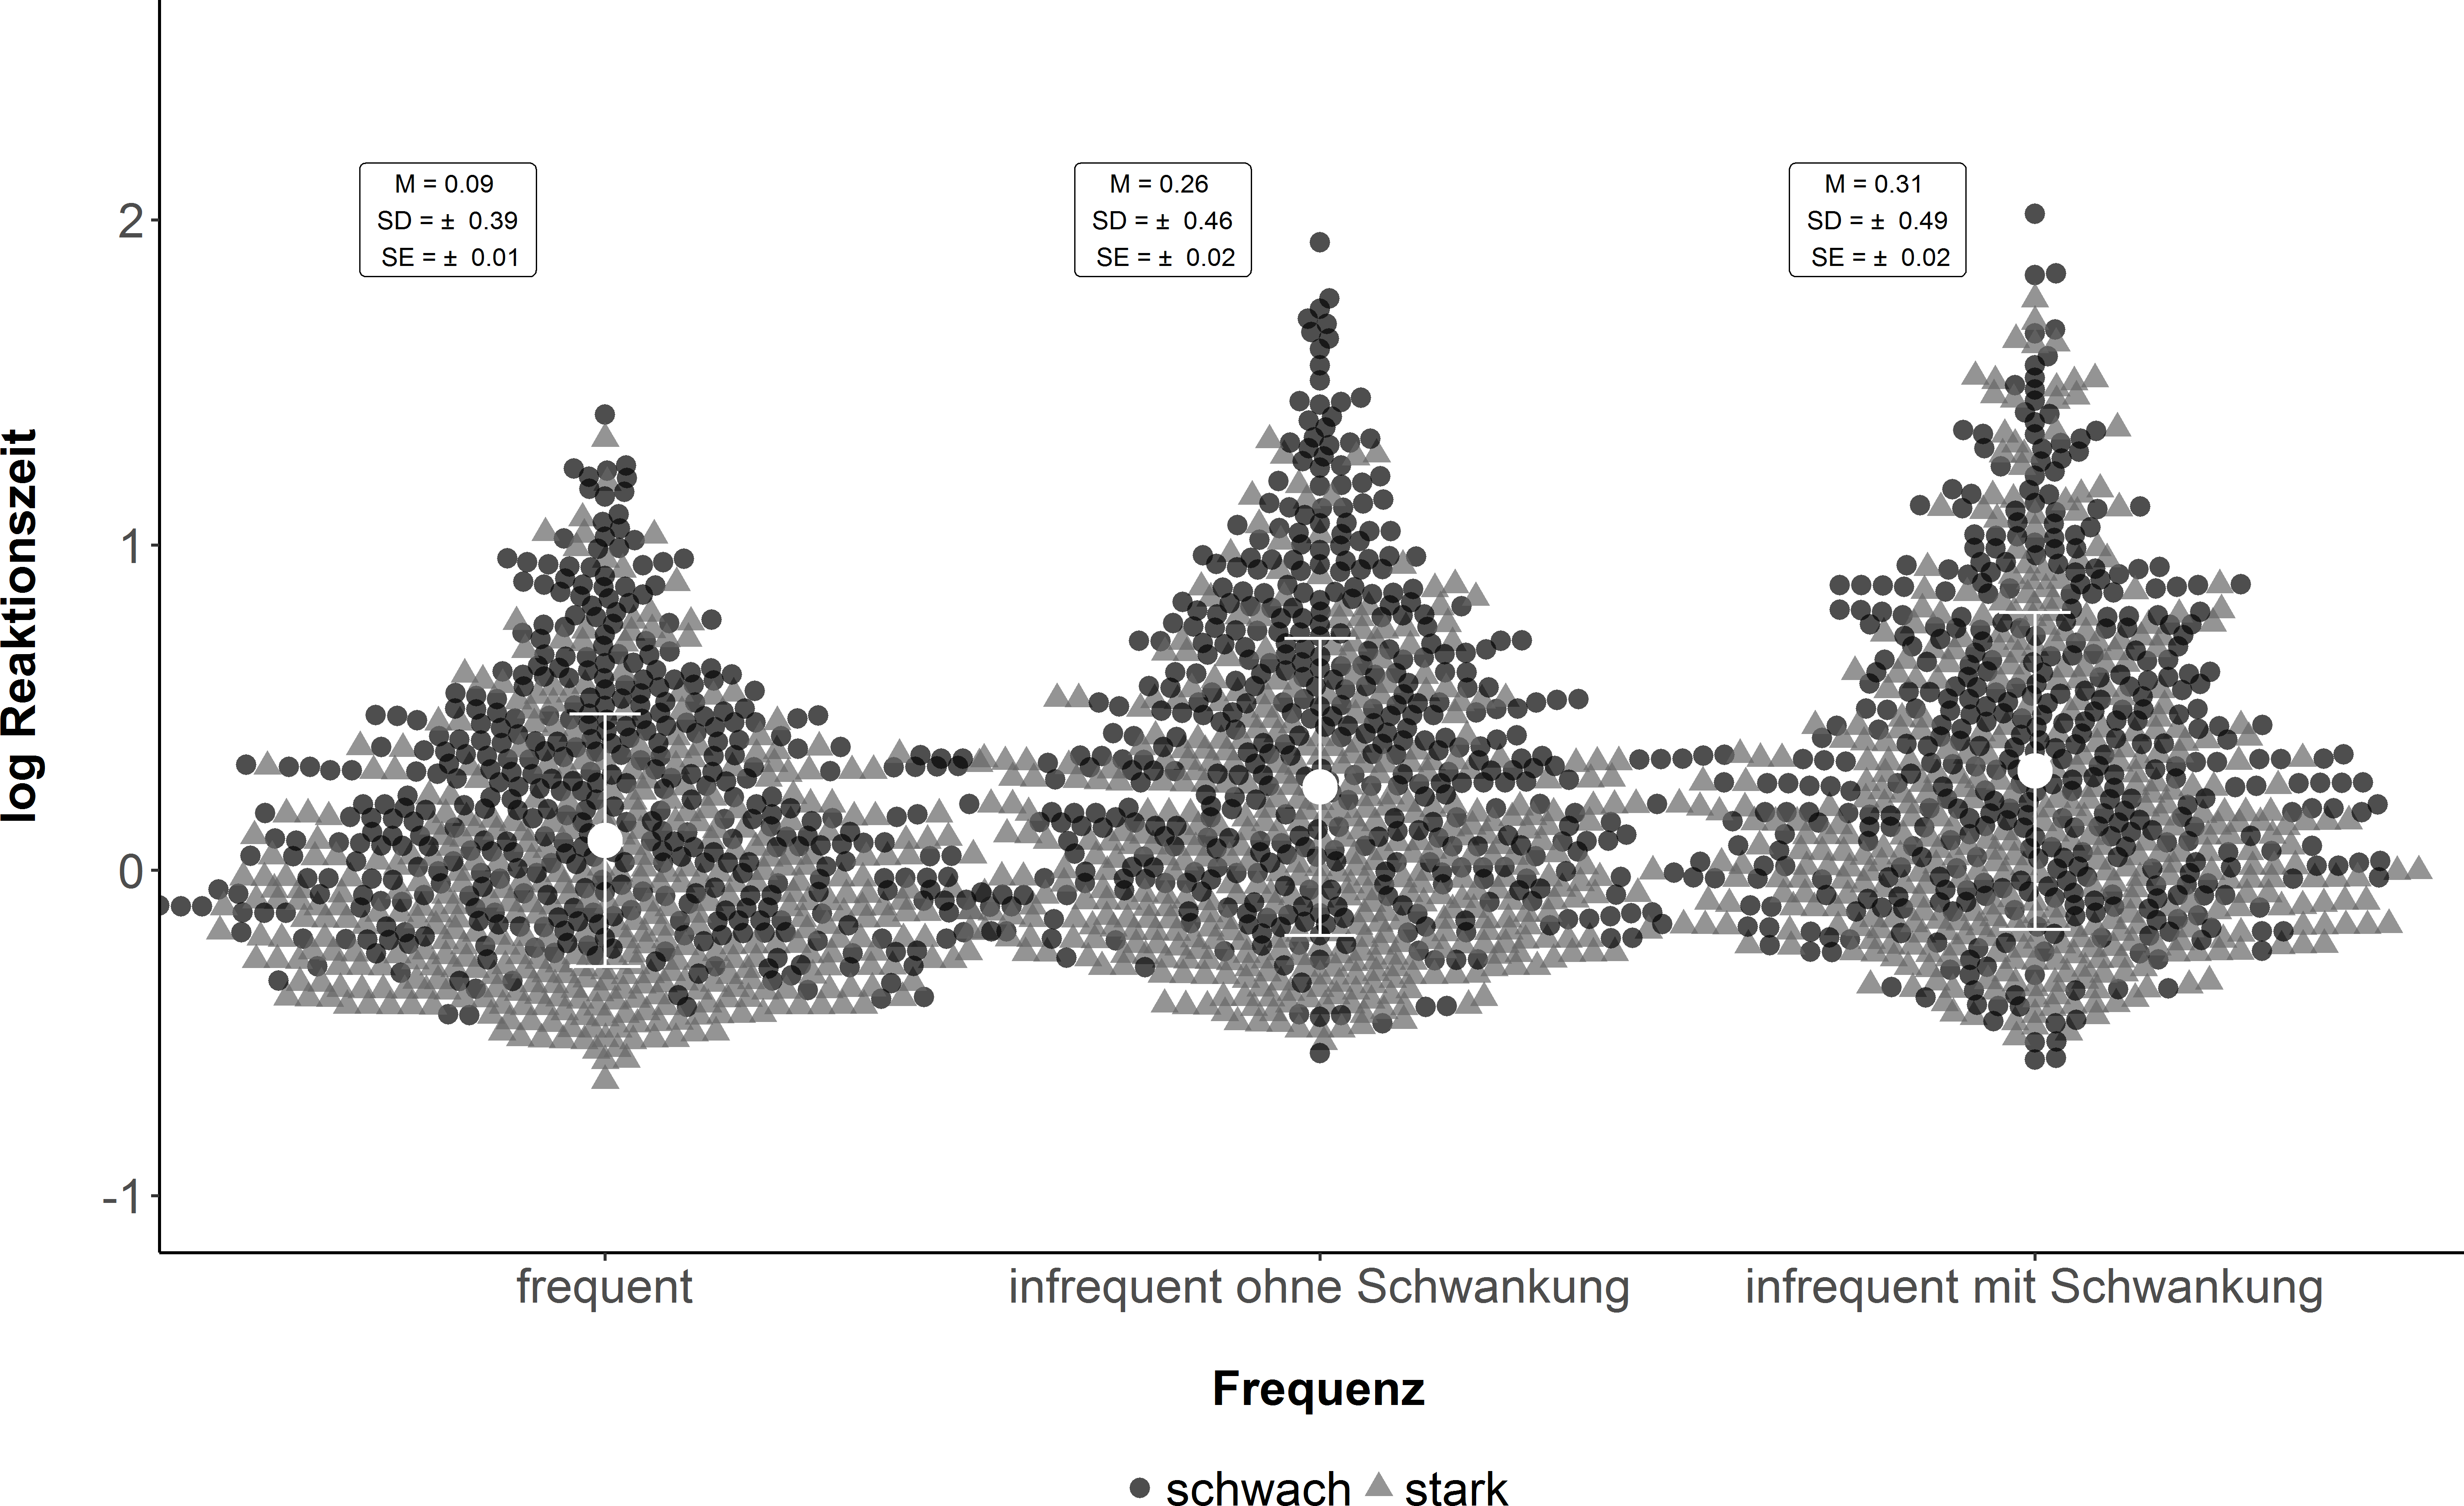 log Reaktionszeit
2
1
0
-1
M = 0.09
SD = ± 0.39
SE = ± 0.01
M = 0.26
SD = ± 0.46
SE = ± 0.02
M = 0.31
SD = ± 0.49
SE = ± 0.02
frequent
infrequent ohne Schwankung
infrequent mit Schwankung
Frequenz
schwach
stark